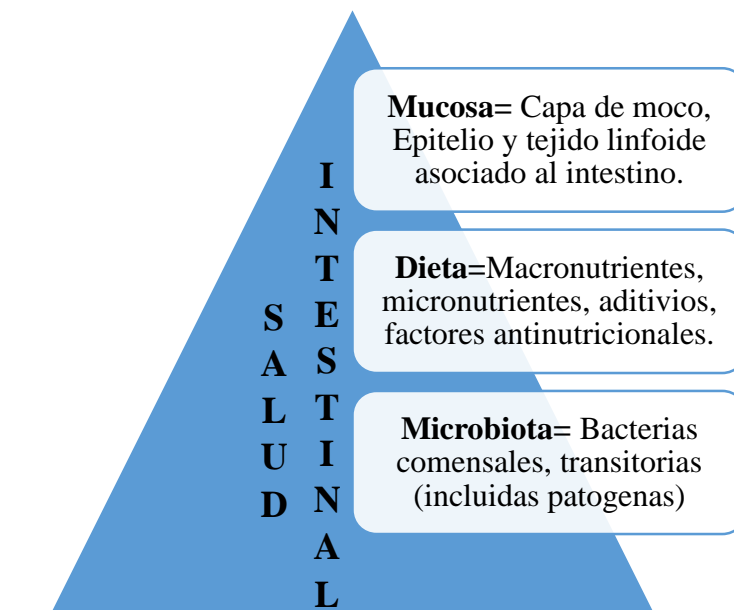 SALUD
INTESTINAL
Mucosa= Capa de moco,
Epitelio y tejido linfoide
asociado al intestino.
Dieta=Macronutrientes,
micronutrientes, aditivios,
factores antinutricionales.
Microbiota= Bacterias
comensales, transitorias
(incluidas patogenas)